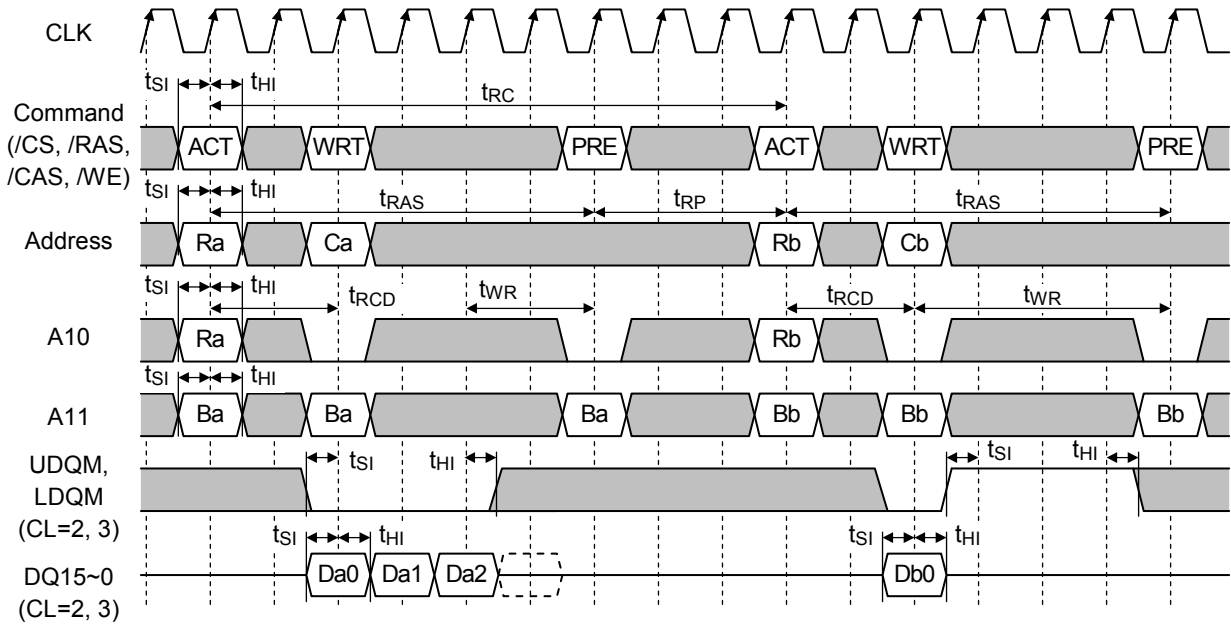 CLK
tSI tHI tRC
Command
(/CS, /RAS,
/CAS, /WE)
ACT WRT PRE ACT WRT PRE
tSI tHI tRAS tRP tRAS
Address Ra Ca Rb Cb
tSI tHI tRCD tWR tRCD tWR
A10 Ra Rb
tSI tHI
A11 Ba Ba Ba Bb Bb Bb
UDQM,
LDQM
(CL=2, 3)
tSI tHI tSI tHI
tSI tHI tSI tHI
DQ15~0
(CL=2, 3)
Da0 Da1 Da2 Db0